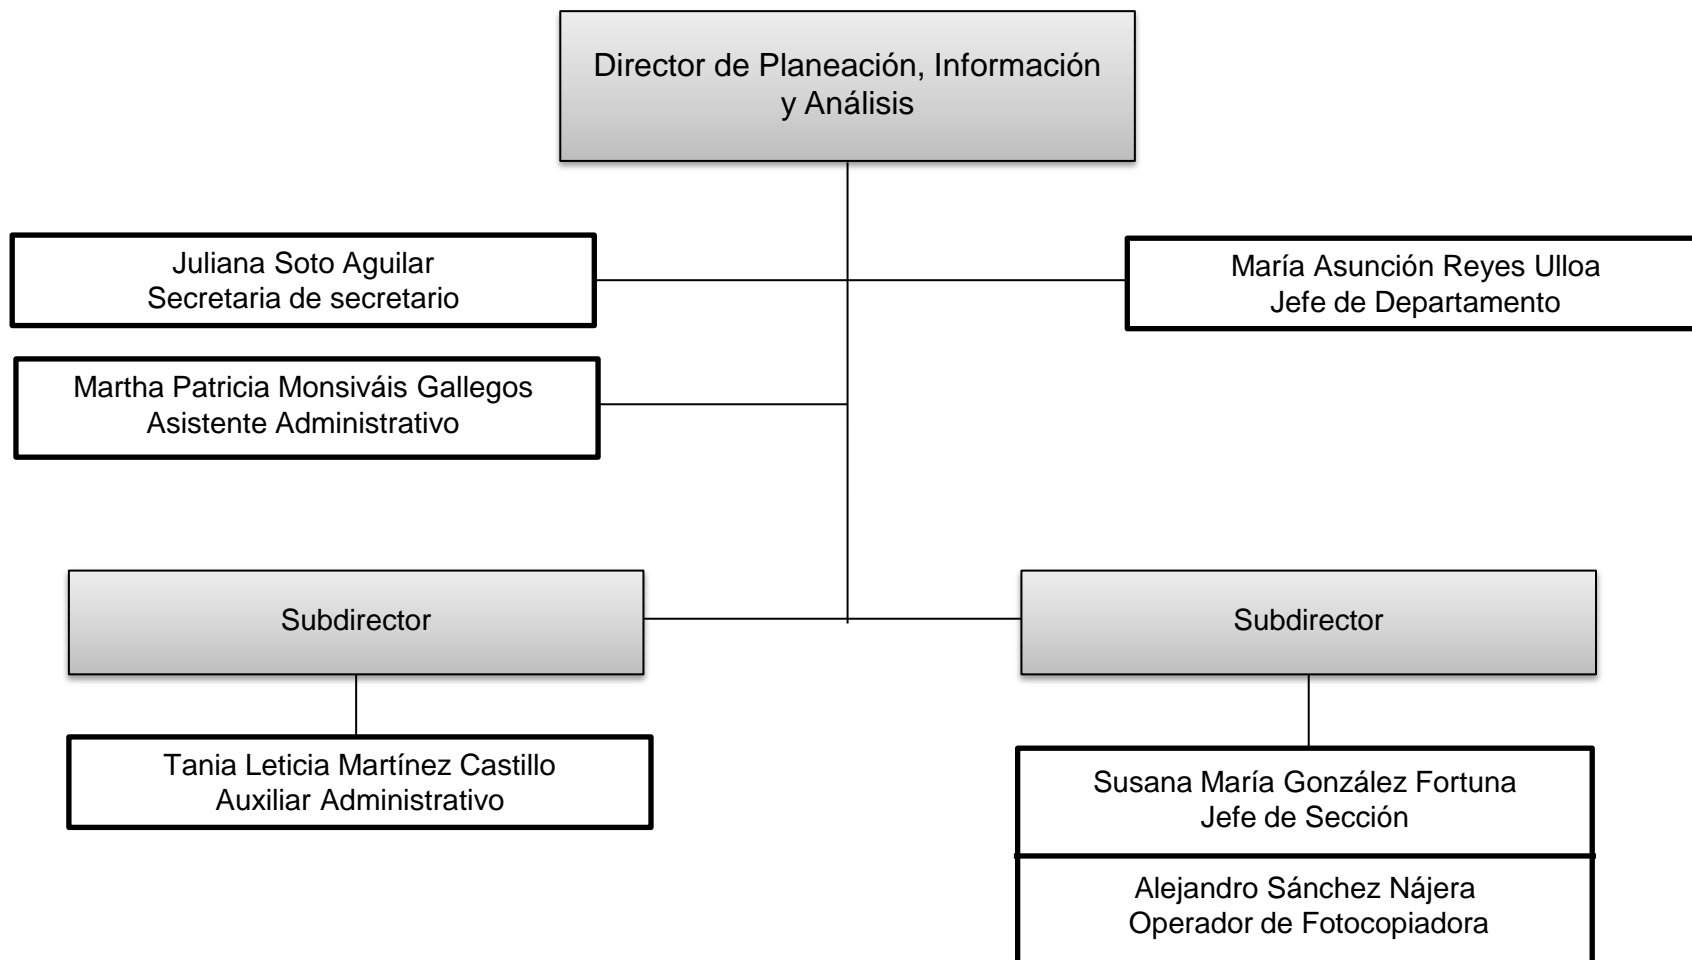 Director de Planeación, Información
y Análisis
Juliana Soto Aguilar
Secretaria de secretario
María Asunción Reyes Ulloa
Jefe de Departamento
Martha Patricia Monsiváis Gallegos
Asistente Administrativo
Subdirector
Subdirector
Tania Leticia Martínez Castillo
Auxiliar Administrativo
Susana María González Fortuna
Jefe de Sección
Alejandro Sánchez Nájera
Operador de Fotocopiadora